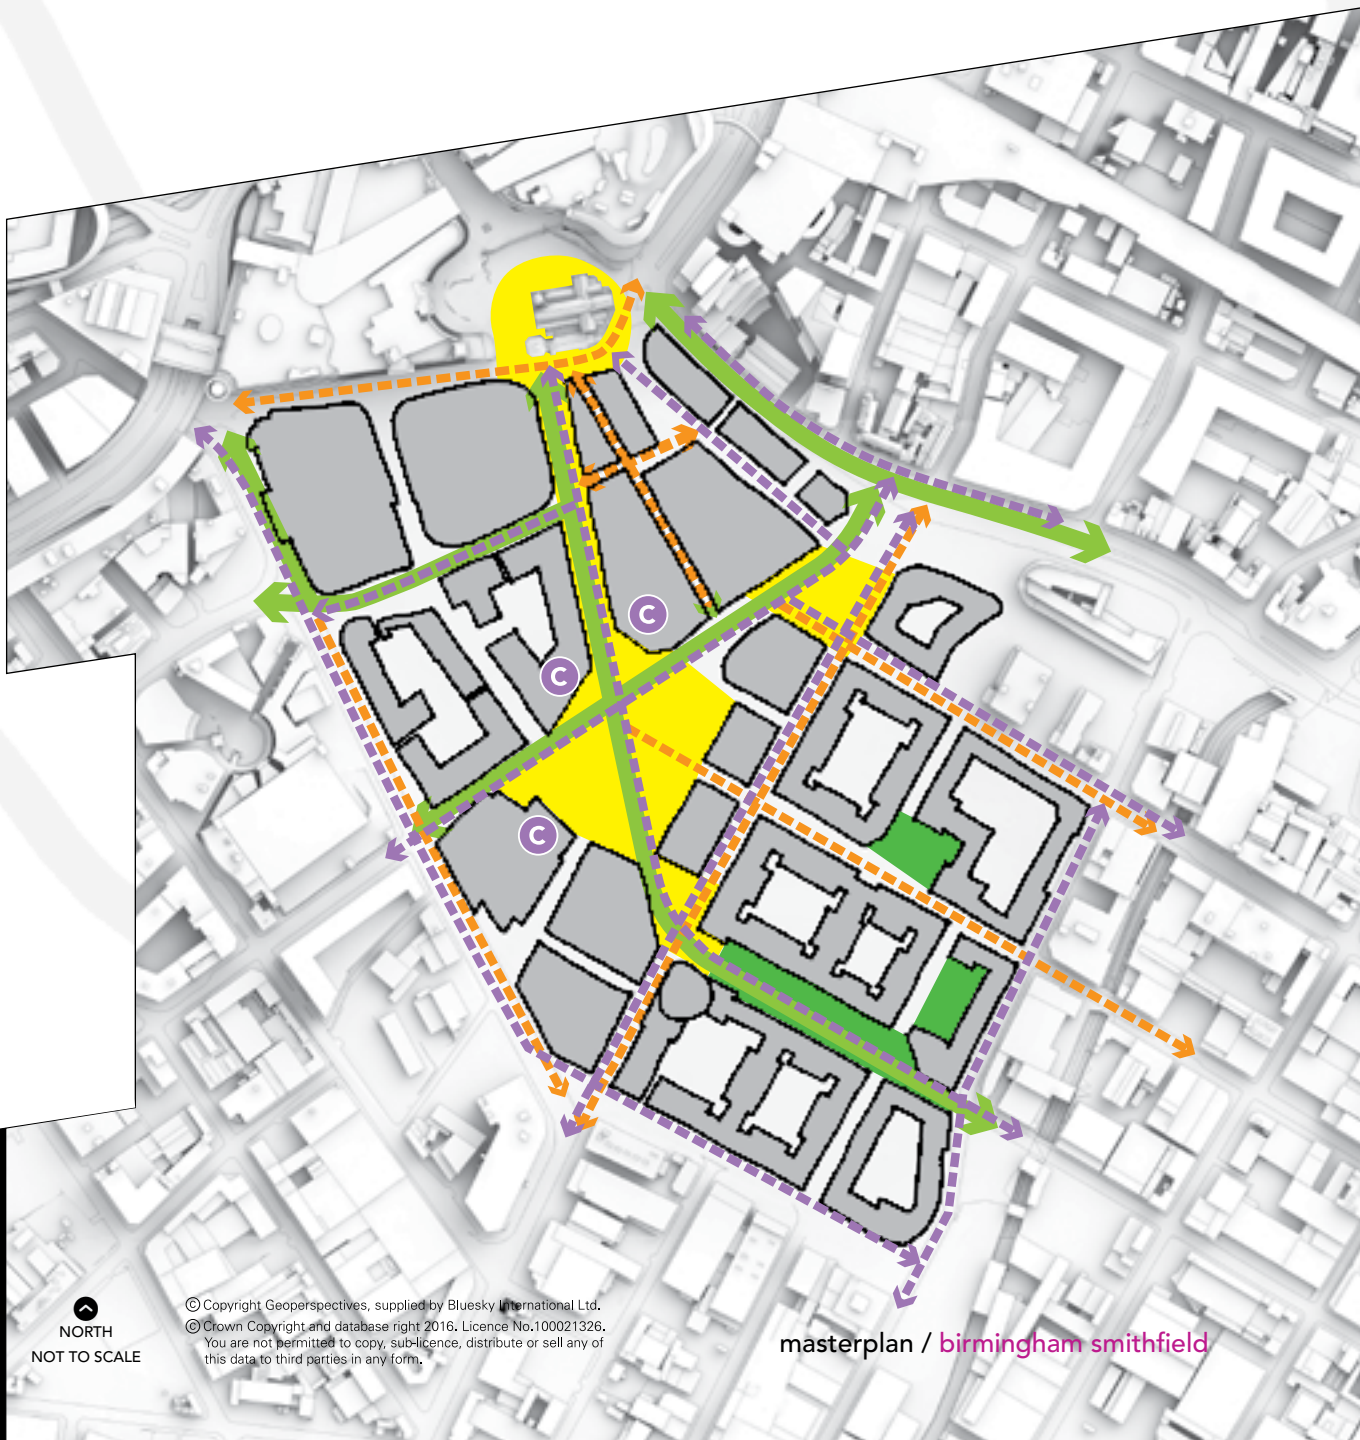 C
C
C
NORTH
NOT TO SCALE
© Copyright Geoperspectives, supplied by Bluesky International Ltd.
© Crown Copyright and database right 2016. Licence No.100021326.
You are not permitted to copy, sub-licence, distribute or sell any of
this data to third parties in any form.
masterplan / birmingham smithfield